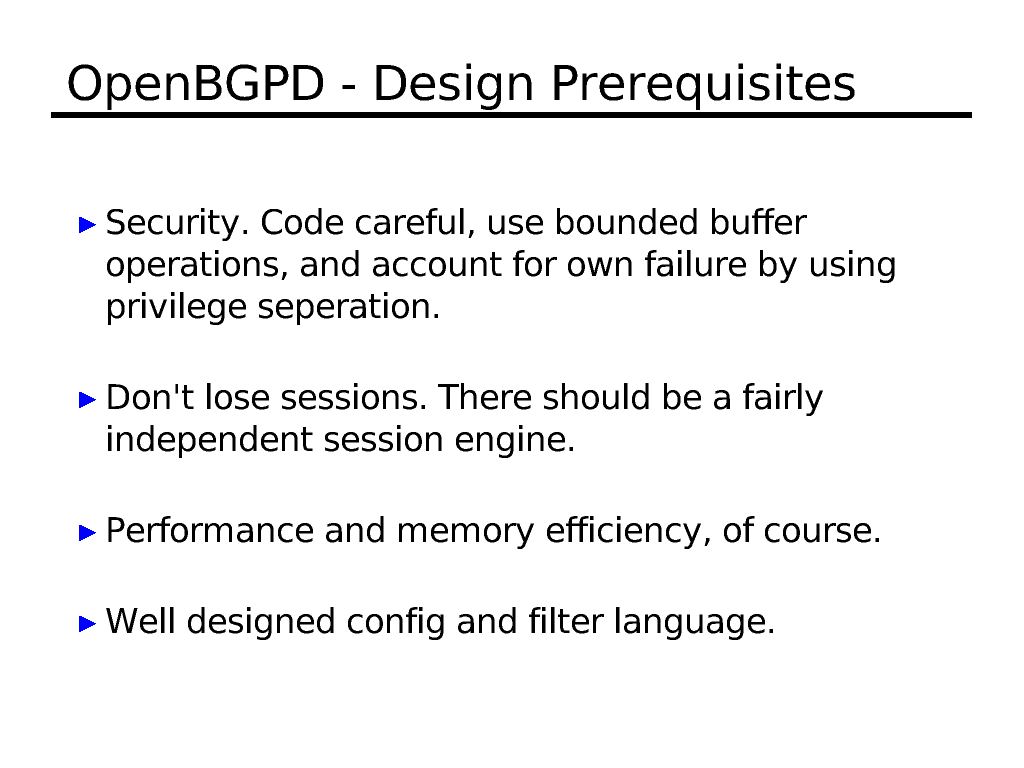 OpenBGPD - Design Prerequisites
Security. Code careful, use bounded buffer
operations, and account for own failure by using
privilege seperation.
Don't lose sessions. There should be a fairly
independent session engine.
Performance and memory efficiency, of course.
Well designed config and filter language.